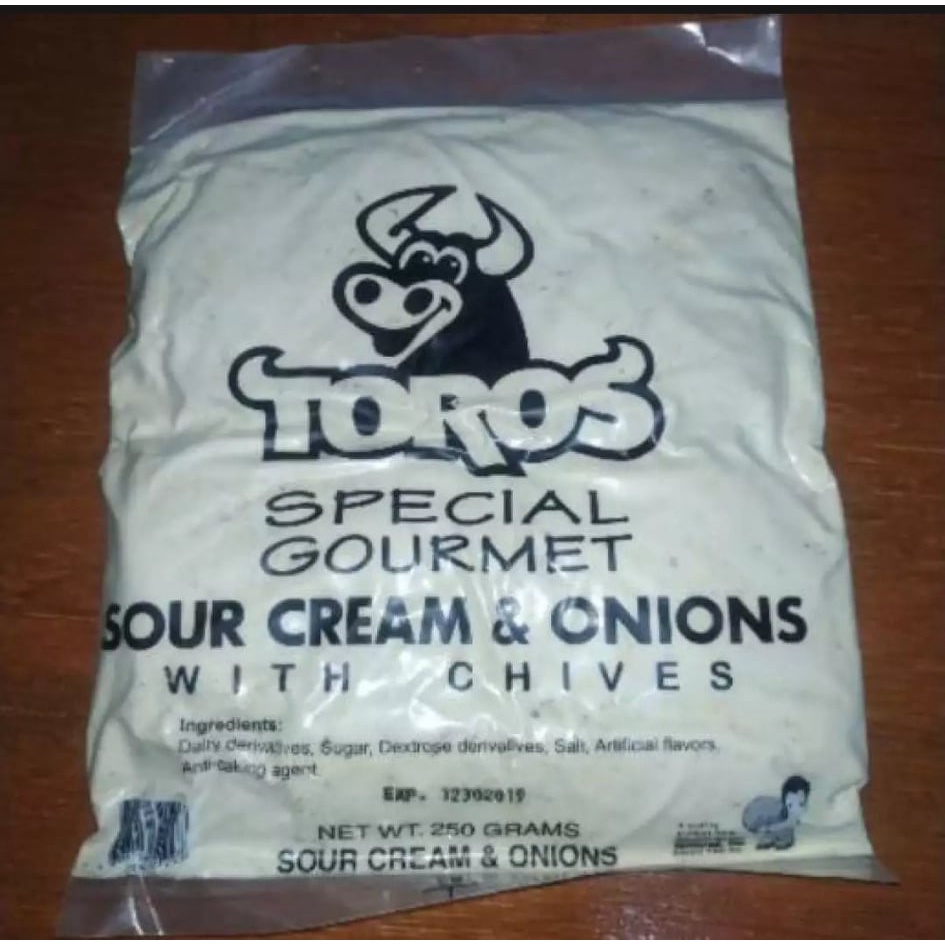 TOROS
SPECIAL
GOURMET
SOUR CREAM & ONIONS
WITH CHIVES
Ingredients:
Dairy derivatives, Sugar, Dextrose derivatives, Salt, Artificial flavors,
Anti-caking agent.
EXP. 12302019
NET WT. 250 GRAMS
SOUR CREAM & ONIONS